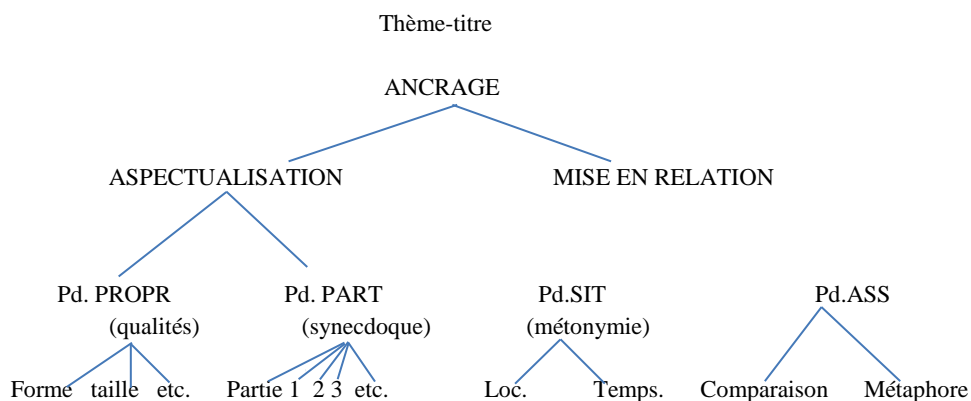 Thème-titre
ANCRAGE
ASPECTUALISATION MISE EN RELATION
Pd. PROPR Pd. PART Pd.SIT Pd.ASS
(qualités) (synecdoque) (métonymie)
Forme taille etc. Partie 1 2 3 etc. Loc. Temps. Comparaison Métaphore